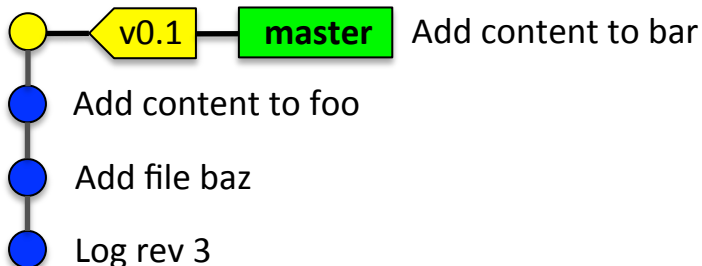 v0.1 master Add content to bar
Add content to foo
Add file baz
Log rev 3